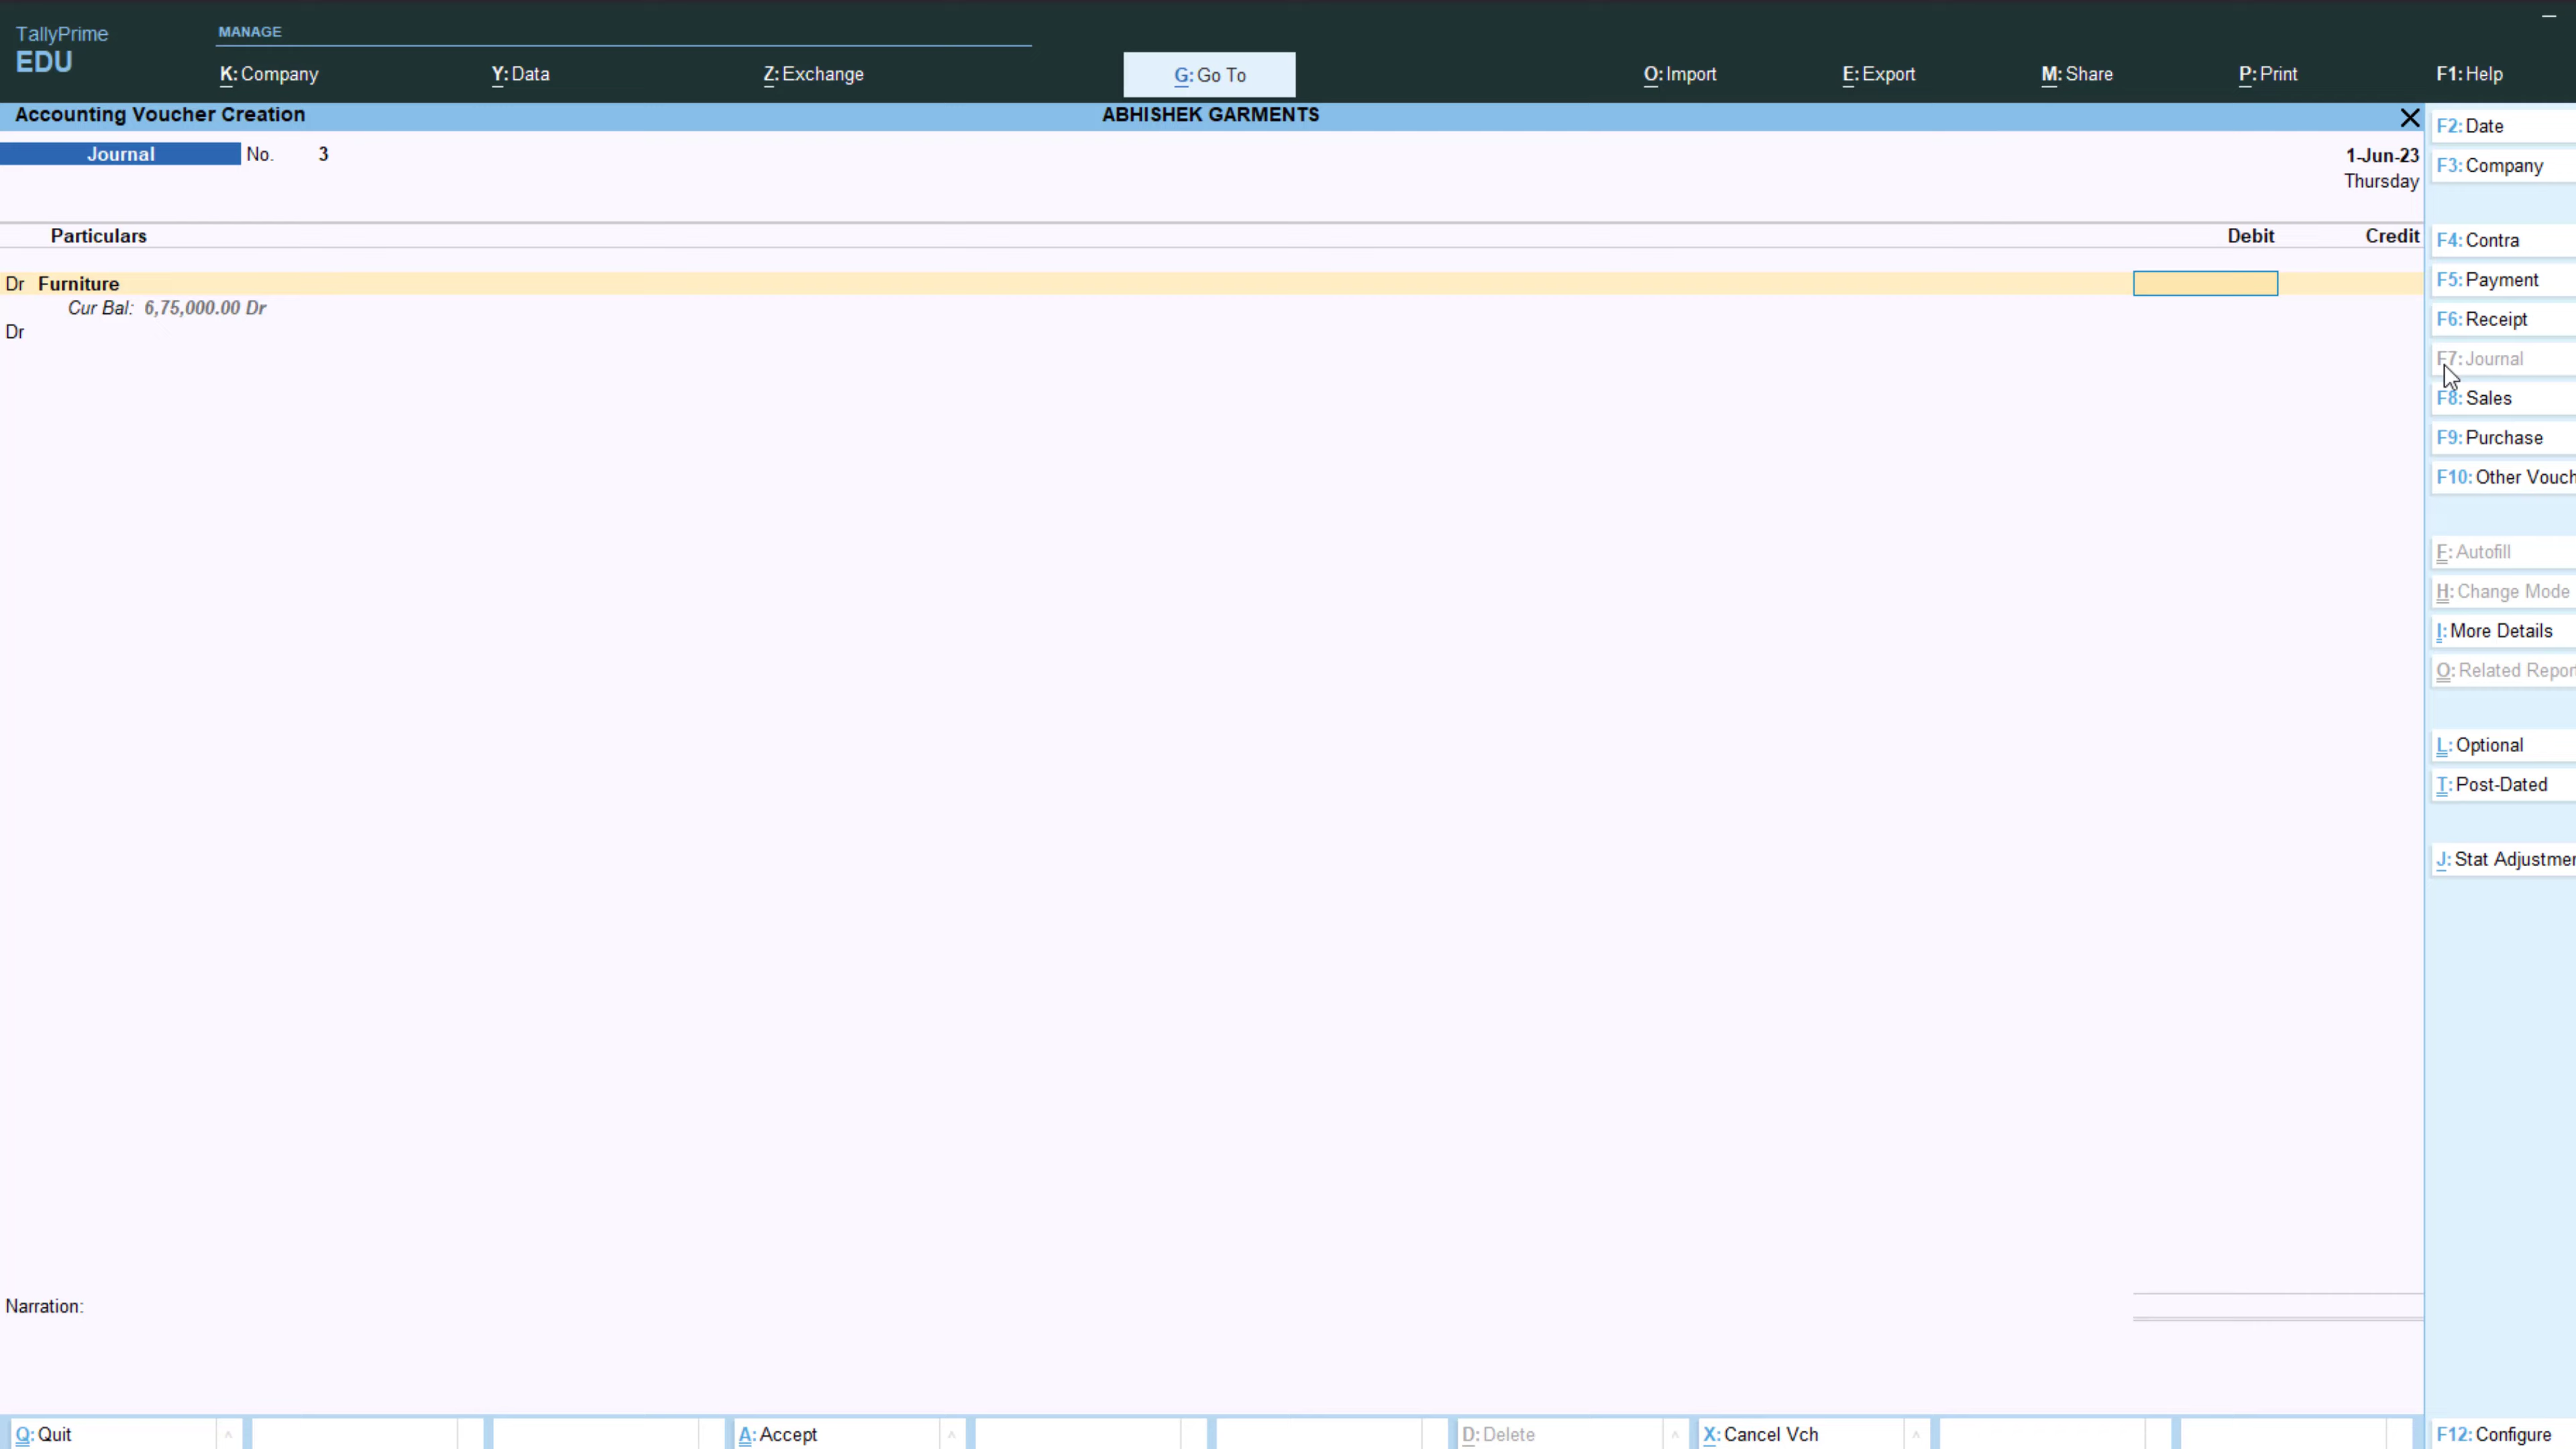 TallyPrime
EDU
MANAGE
K: Company
Y: Data
Z: Exchange
G: Go To
O: Import
E: Export
M: Share
P: Print
F1: Help
Accounting Voucher Creation
ABHISHEK GARMENTS
Journal No. 3
1-Jun-23
Thursday
Particulars Debit Credit
Dr Furniture
Cur Bal: 6,75,000.00 Dr
Dr
Narration:
F2: Date
F3: Company
F4: Contra
F5: Payment
F6: Receipt
F7: Journal
F8: Sales
F9: Purchase
F10: Other Vouch
F: Autofill
H: Change Mode
I: More Details
O: Related Repor
L: Optional
T: Post-Dated
J: Stat Adjustmen
Q: Quit
A: Accept
D: Delete
X: Cancel Vch
F12: Configure